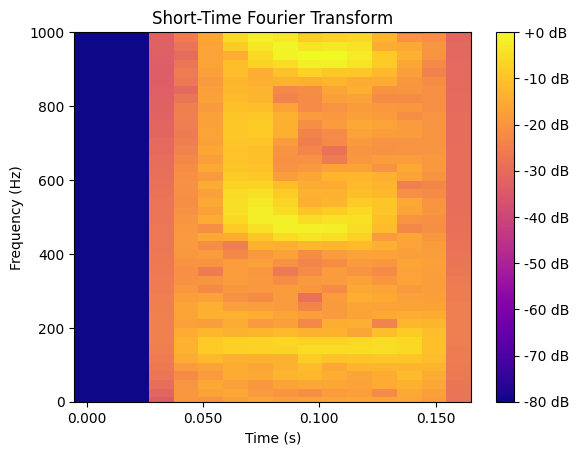 Short-Time Fourier Transform
1000
800
600
400
200
0
Frequency (Hz)
0.000
0.050
0.100
0.150
Time (s)
+0 dB
-10 dB
-20 dB
-30 dB
-40 dB
-50 dB
-60 dB
-70 dB
-80 dB